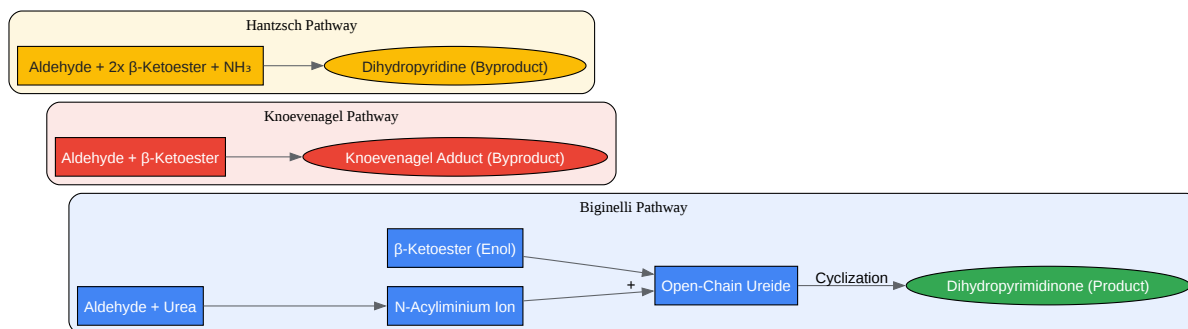 Hantzsch Pathway
Aldehyde + 2x β-Ketoester + NH₃
Dihydropyridine (Byproduct)
Knoevenagel Pathway
Aldehyde + β-Ketoester
Knoevenagel Adduct (Byproduct)
Biginelli Pathway
β-Ketoester (Enol)
Aldehyde + Urea
N-Acyliminium Ion
+
Open-Chain Ureide
Cyclization
Dihydropyrimidinone (Product)